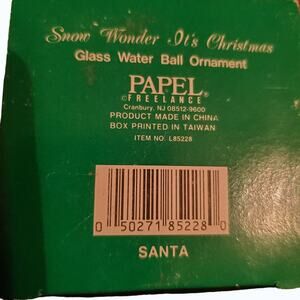 Snow Wonder It's Christmas
Glass Water Ball Ornament
PAPEL®
©FREELANCE
Cranbury, NJ 08512-9600
PRODUCT MADE IN CHINA
BOX PRINTED IN TAIWAN
ITEM NO. L85228
0 50271 85228 0
SANTA